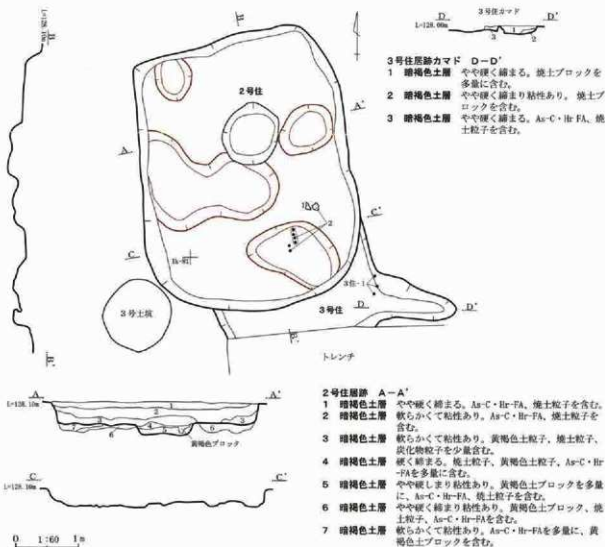 B
L=128.10m
B'
B
2号住
A'
A
C'
1
2
C
3住-1
3号住
D
D'
3号土坑
B'
トレンチ
3号住カマド
D
D'
L=128.00m
3
1
2
3号住居跡カマド D-D'
1 暗褐色土層 やや硬く締まる。焼土ブロックを
多量に含む。
2 暗褐色土層 やや硬く締まり粘性あり。焼土ブ
ロックを含む。
3 暗褐色土層 やや硬く締まる。As-C・Hr-FA、焼
土粒子を含む。
A
A'
L=128.10m
1
2
3
4
5
6
黄褐色ブロック
C
C'
L=128.10m
0 1:60 1m
2号住居跡 A-A'
1 暗褐色土層 やや硬く締まる。As-C・Hr-FA、焼土粒子を含む。
2 暗褐色土層 軟らかくて粘性あり。As-C・Hr-FA、焼土粒子を
含む。
3 暗褐色土層 軟らかくて粘性あり。黄褐色土粒子、焼土粒子、
炭化物粒子を少量含む。
4 暗褐色土層 硬く締まる。焼土粒子、黄褐色土粒子、As-C・Hr
-FAを多量に含む。
5 暗褐色土層 やや硬しまり粘性あり。黄褐色土ブロックを多量
に、As-C・Hr-FA、焼土粒子を含む。
6 暗褐色土層 やや硬く締まり粘性あり。黄褐色土ブロック、焼
土粒子、As-C・Hr-FAを含む。
7 暗褐色土層 軟らかくて粘性あり。As-C・Hr-FAを多量に、黄
褐色土ブロックを含む。